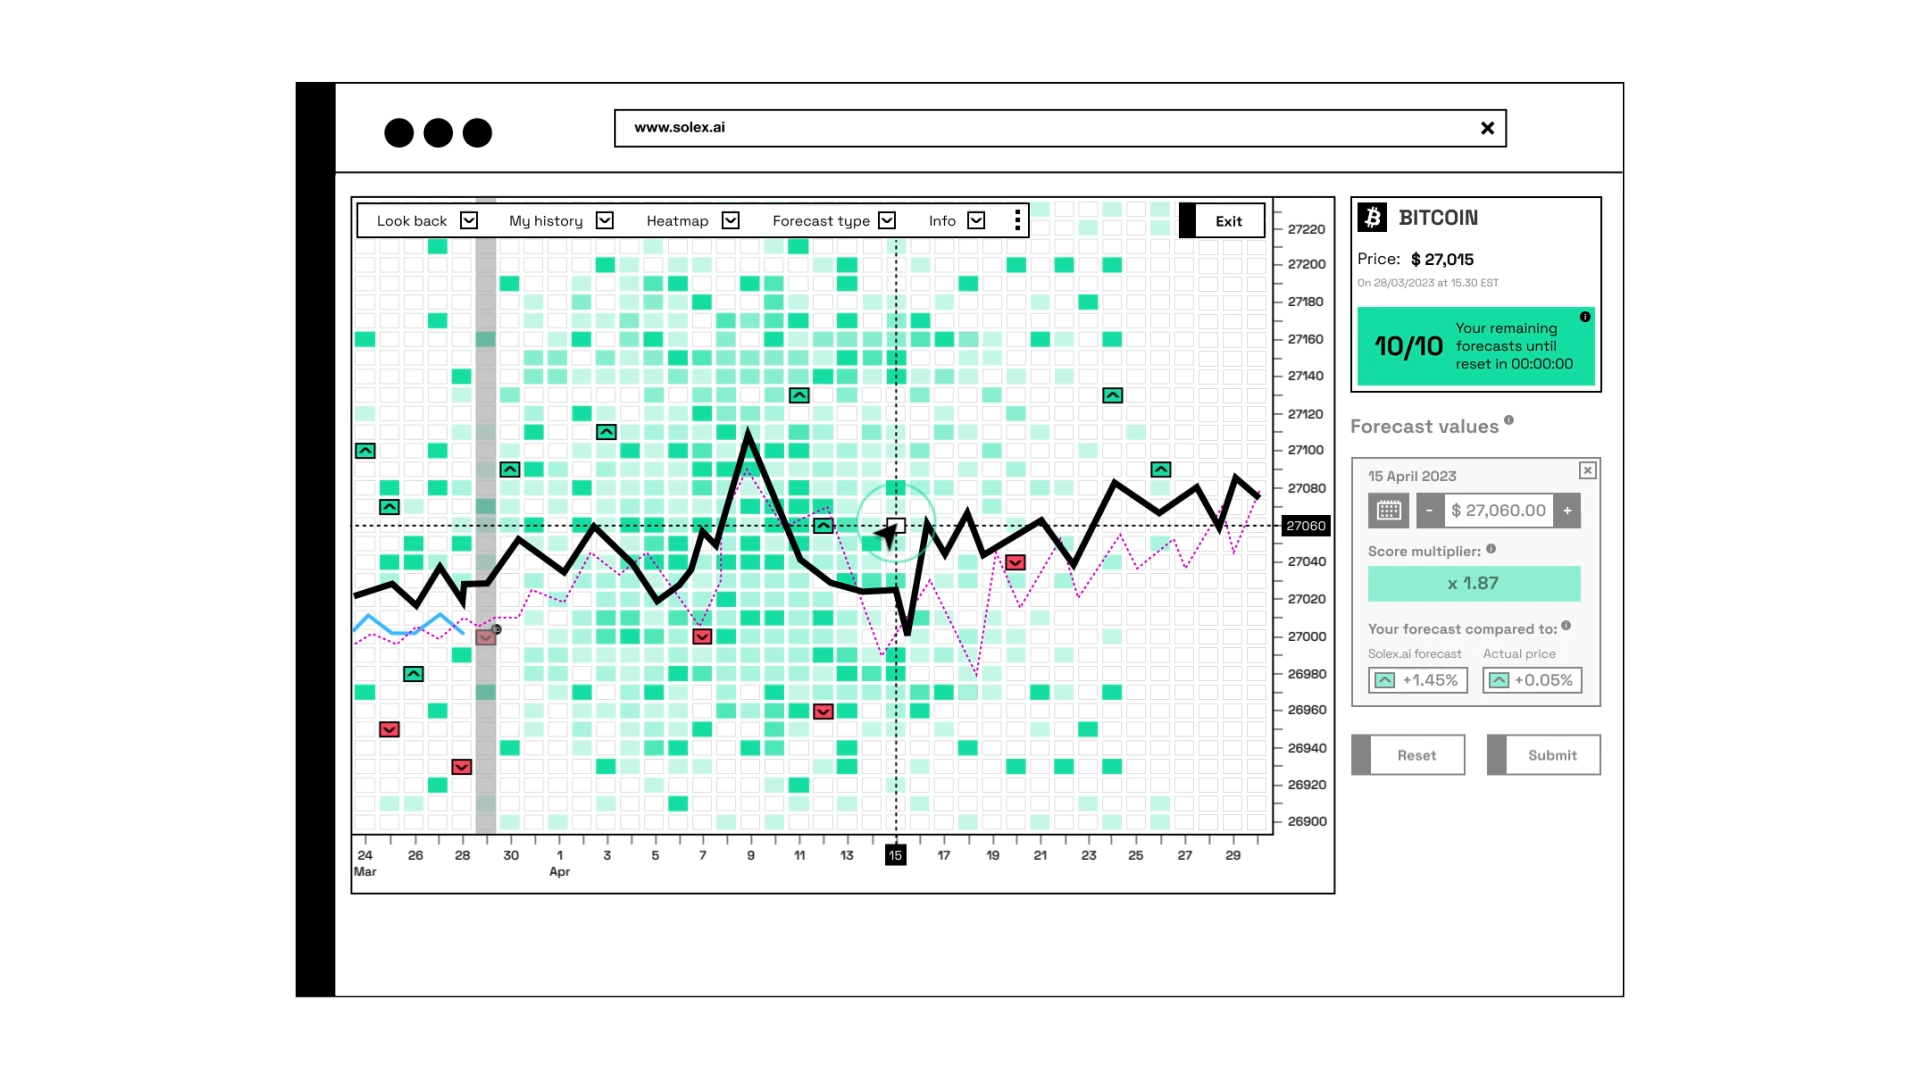 www.solex.ai
Look back
My history
Heatmap
Forecast type
Info
Exit
27220
27200
27180
27160
27140
27120
27100
27080
27060
27040
27020
27000
26980
26960
26940
26920
26900
24 26 28 30 1 3 5 7 9 11 13 15 17 19 21 23 25 27 29
Mar Apr
BITCOIN
Price: $ 27,015
On 28/03/2023 at 15.30 EST
10/10
Your remaining
forecasts until
reset in 00:00:00
Forecast values
15 April 2023
- $ 27,060.00 +
Score multiplier:
x 1.87
Your forecast compared to:
Solex.ai forecast Actual price
+1.45% +0.05%
Reset Submit